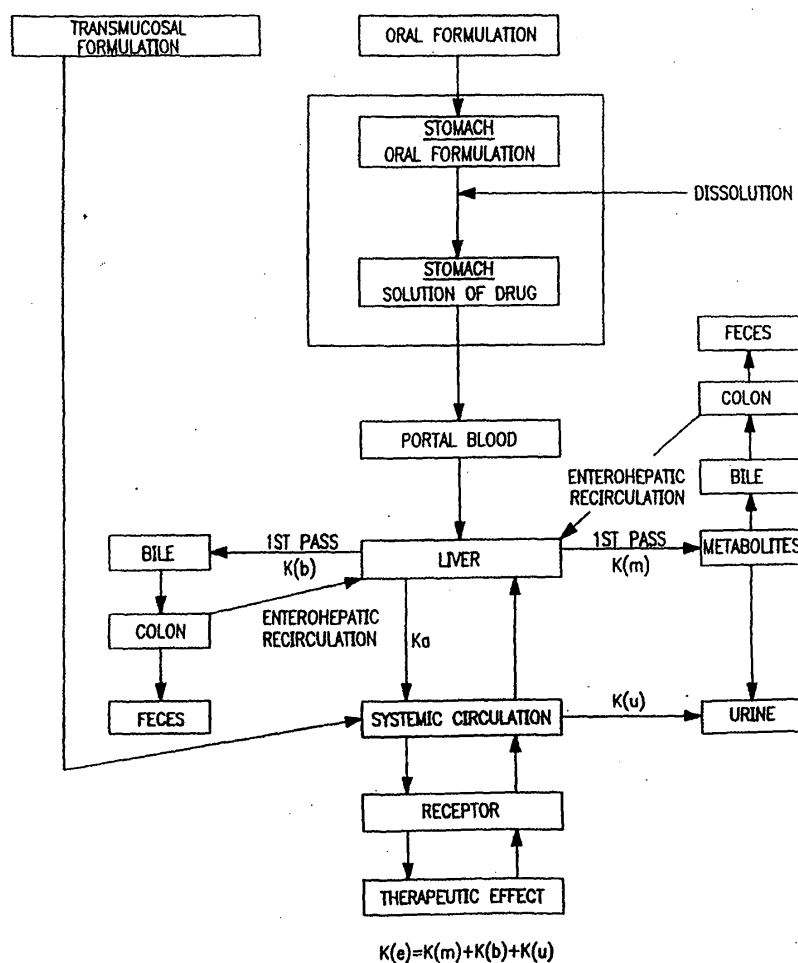 TRANSMUCOSAL
FORMULATION
ORAL FORMULATION
STOMACH
ORAL FORMULATION
DISSOLUTION
STOMACH
SOLUTION OF DRUG
FECES
COLON
PORTAL BLOOD
ENTEROHEPATIC
RECIRCULATION
BILE
BILE
1ST PASS
K(b)
LIVER
1ST PASS
K(m)
METABOLITES
COLON
ENTEROHEPATIC
RECIRCULATION
Ka
FECES
SYSTEMIC CIRCULATION
K(u)
URINE
RECEPTOR
THERAPEUTIC EFFECT
K(e)=K(m)+K(b)+K(u)